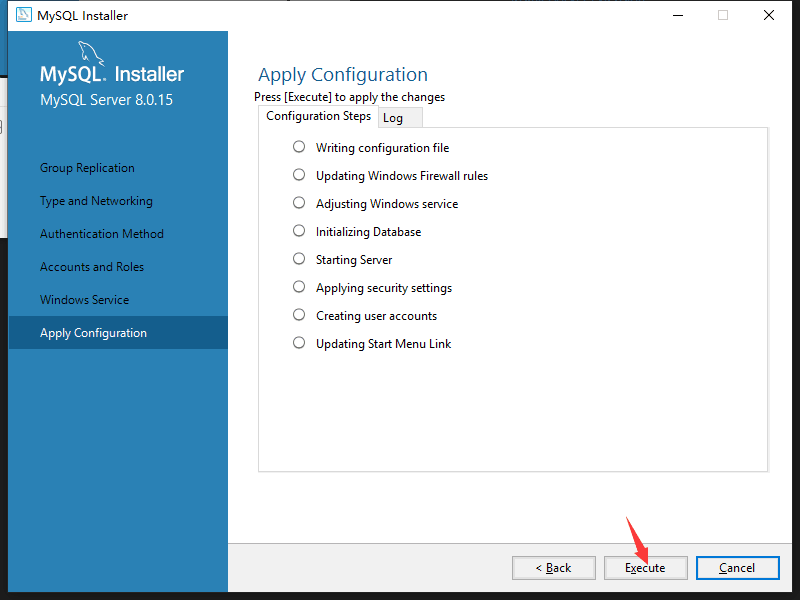 MySQL Installer
MySQL. Installer
MySQL Server 8.0.15
Group Replication
Type and Networking
Authentication Method
Accounts and Roles
Windows Service
Apply Configuration
Apply Configuration
Press [Execute] to apply the changes
Configuration Steps Log
Writing configuration file
Updating Windows Firewall rules
Adjusting Windows service
Initializing Database
Starting Server
Applying security settings
Creating user accounts
Updating Start Menu Link
< Back Execute Cancel